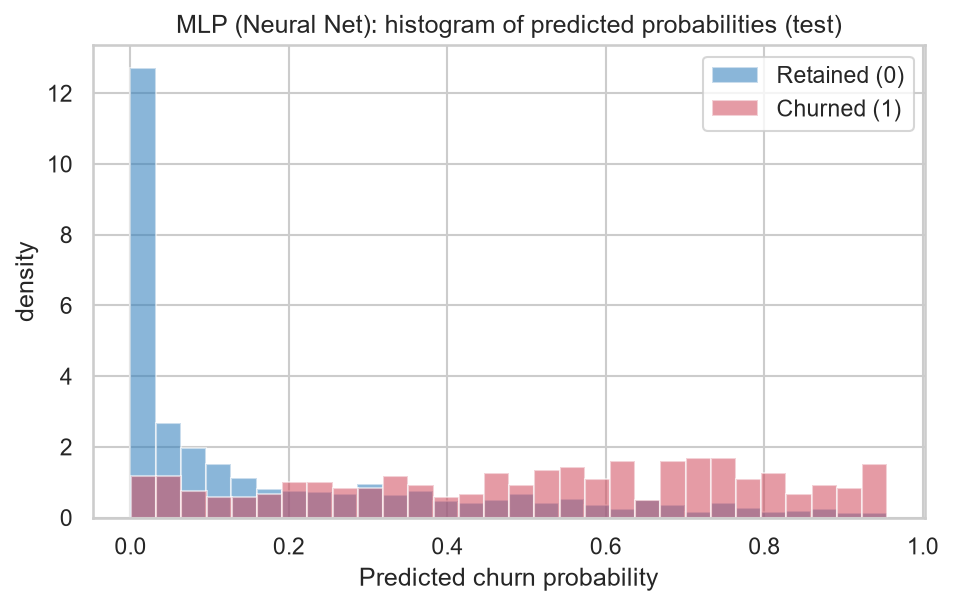 MLP (Neural Net): histogram of predicted probabilities (test)
Retained (0)
Churned (1)
density
12
10
8
6
4
2
0
0.0 0.2 0.4 0.6 0.8 1.0
Predicted churn probability